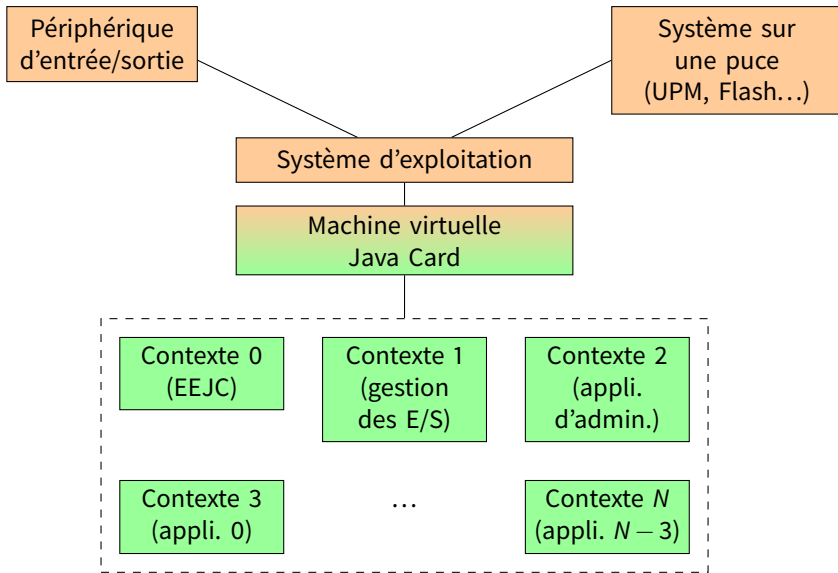 Périphérique
d'entrée/sortie
Système sur
une puce
(UPM, Flash…)
Système d'exploitation
Machine virtuelle
Java Card
Contexte 0
(EEJC)
Contexte 1
(gestion
des E/S)
Contexte 2
(appli.
d'admin.)
Contexte 3
(appli. 0)
…
Contexte N
(appli. N − 3)